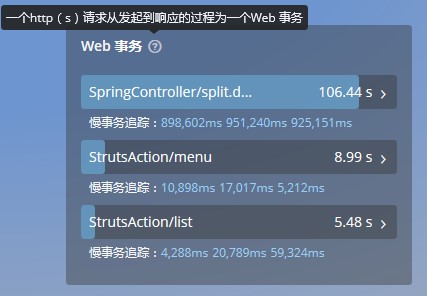 一个http（s）请求从发起到响应的过程为一个Web 事务
Web 事务 ?
SpringController/split.d... 106.44 s >
慢事务追踪：898,602ms 951,240ms 925,151ms
StrutsAction/menu 8.99 s >
慢事务追踪：10,898ms 17,017ms 5,212ms
StrutsAction/list 5.48 s >
慢事务追踪：4,288ms 20,789ms 59,324ms